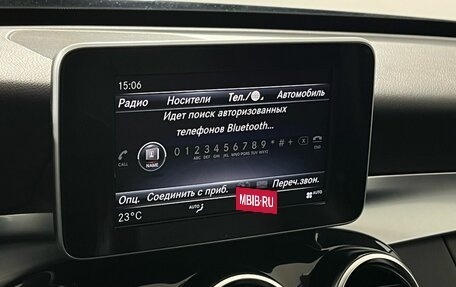 15:06
Радио Носители Тел./ Автомобиль
Идет поиск авторизованных
телефонов Bluetooth...
0 1 2 3 4 5 6 7 8 9 * # + X
ABC DEF GHI JKL MNO PQRS TUV WXYZ
CALL NAME END
Опц. Соединить с приб. Переч.звон.
MBIB.RU
23°C AUTO AUTO